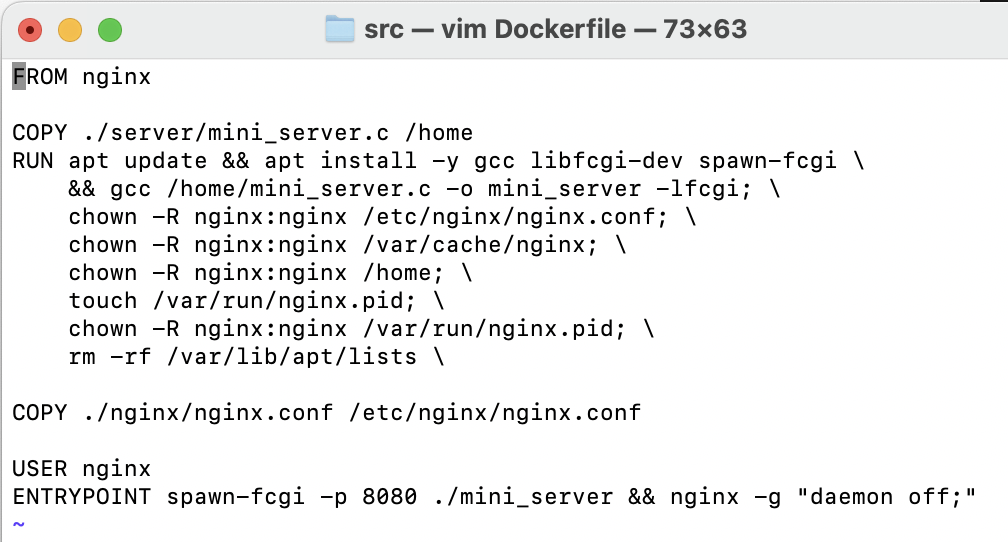 src — vim Dockerfile — 73×63
FROM nginx
COPY ./server/mini_server.c /home
RUN apt update && apt install -y gcc libfcgi-dev spawn-fcgi \
    && gcc /home/mini_server.c -o mini_server -lfcgi; \
    chown -R nginx:nginx /etc/nginx/nginx.conf; \
    chown -R nginx:nginx /var/cache/nginx; \
    chown -R nginx:nginx /home; \
    touch /var/run/nginx.pid; \
    chown -R nginx:nginx /var/run/nginx.pid; \
    rm -rf /var/lib/apt/lists \
COPY ./nginx/nginx.conf /etc/nginx/nginx.conf
USER nginx
ENTRYPOINT spawn-fcgi -p 8080 ./mini_server && nginx -g "daemon off;"
~